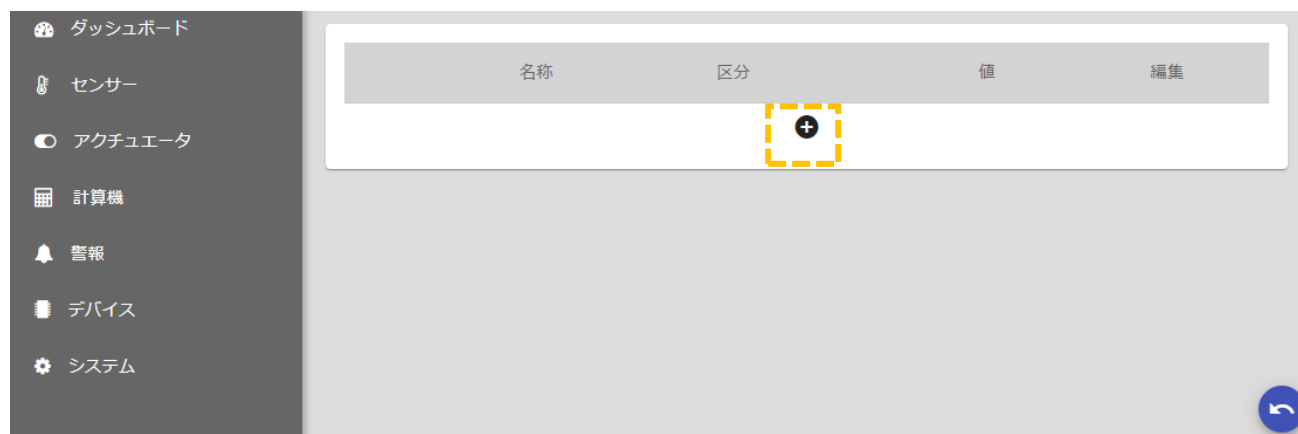 ダッシュボード
センサー
アクチュエータ
計算機
警報
デバイス
システム
名称 区分 値 編集